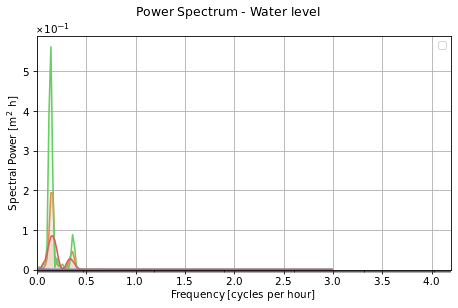 Power Spectrum - Water level
×10⁻¹
5
4
3
2
1
0
Spectral Power [m² h]
0.0 0.5 1.0 1.5 2.0 2.5 3.0 3.5 4.0
Frequency [cycles per hour]